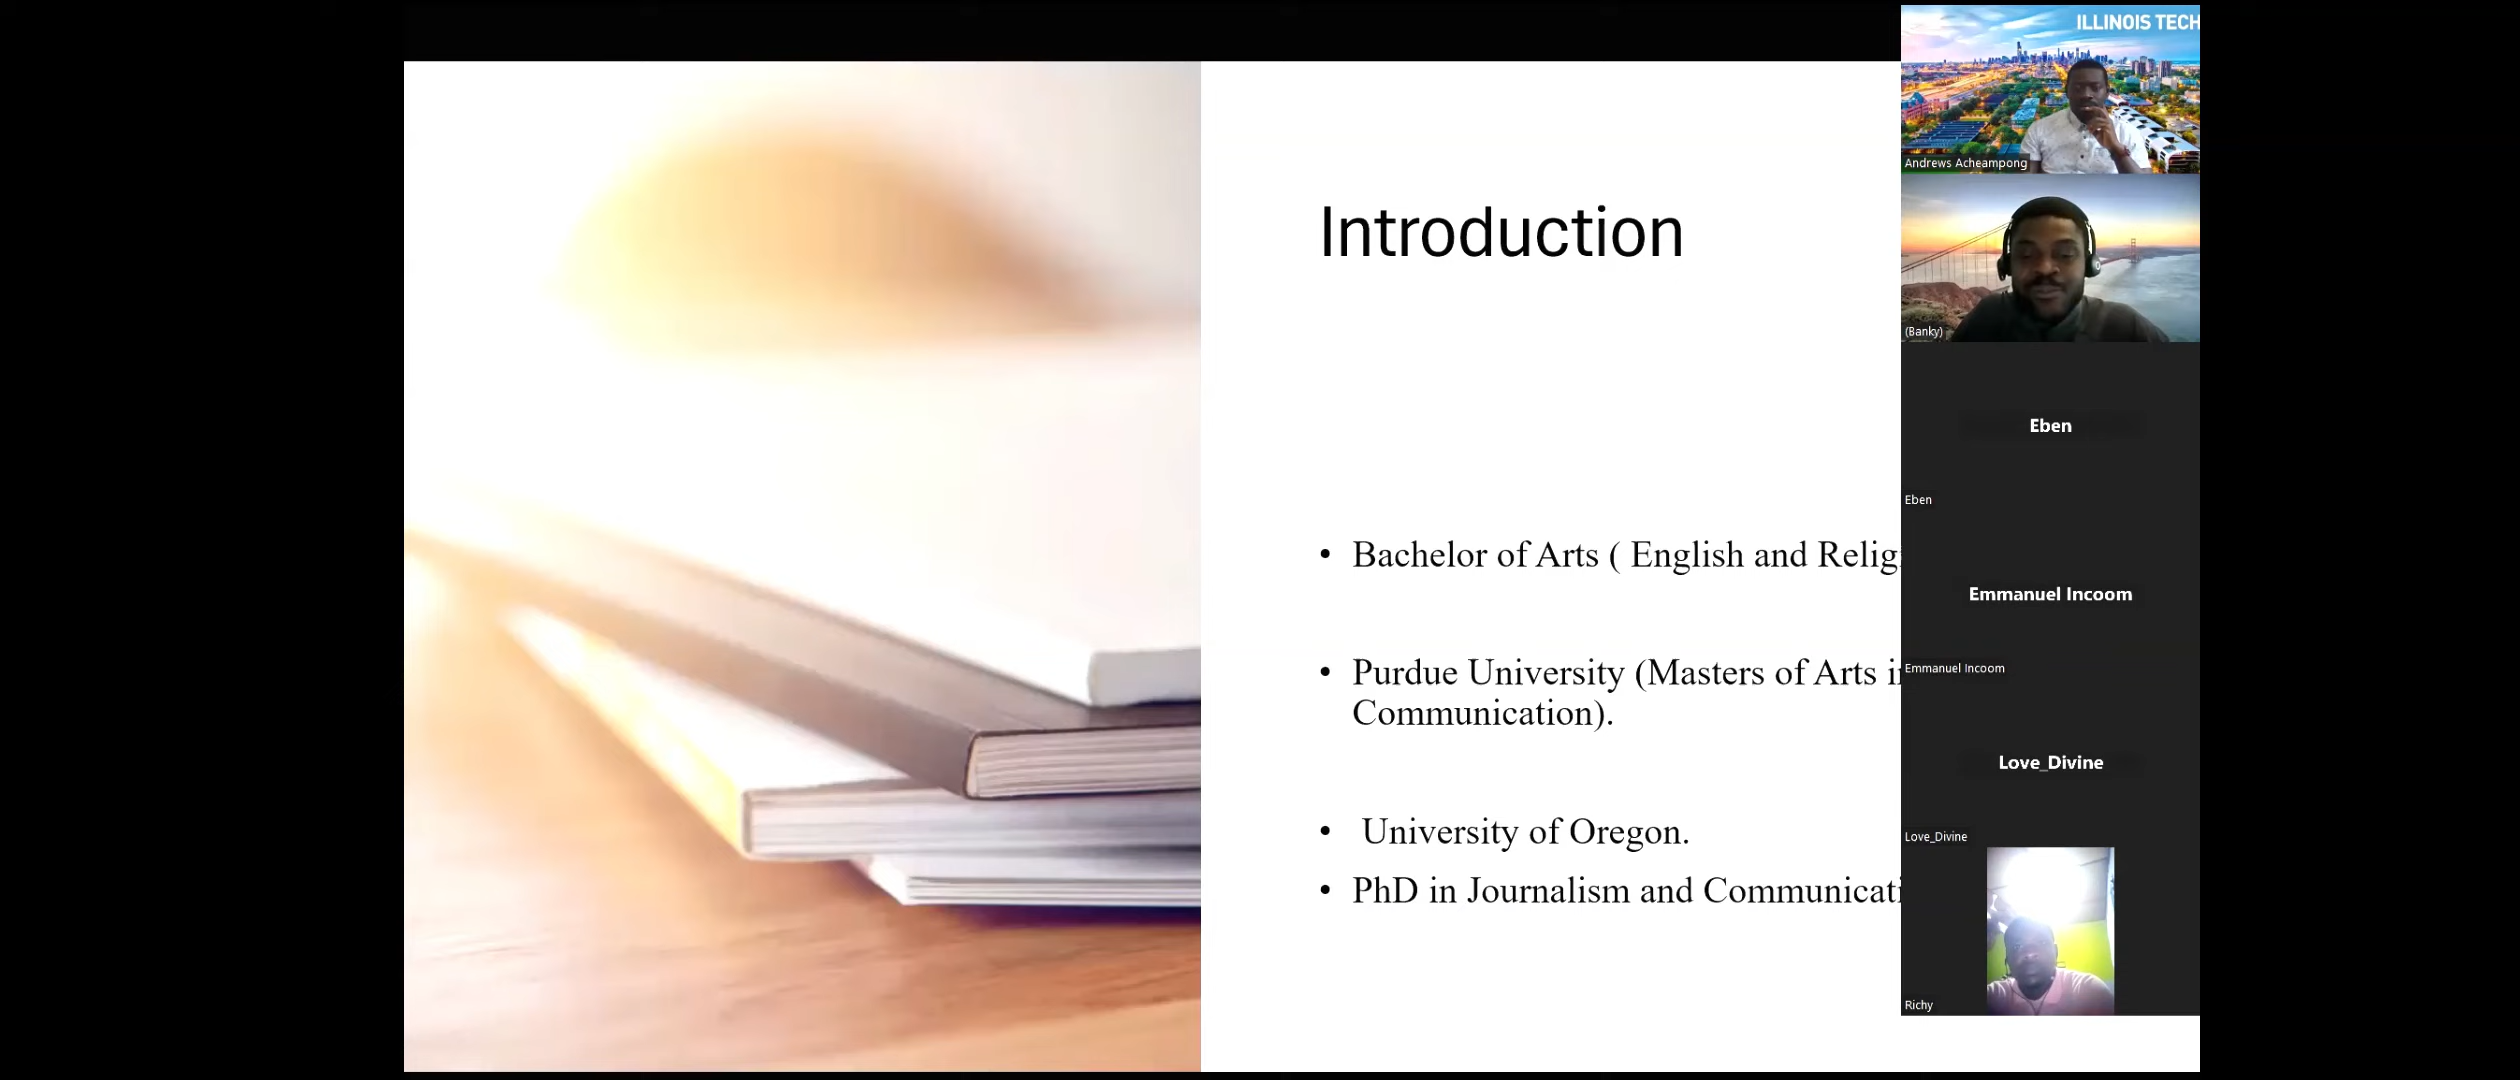 Introduction
• Bachelor of Arts ( English and Relig
• Purdue University (Masters of Arts i
Communication).
• University of Oregon.
• PhD in Journalism and Communicati
ILLINOIS TECH
Andrews Acheampong
(Banky)
Eben
Eben
Emmanuel Incoom
Emmanuel Incoom
Love_Divine
Love_Divine
Richy